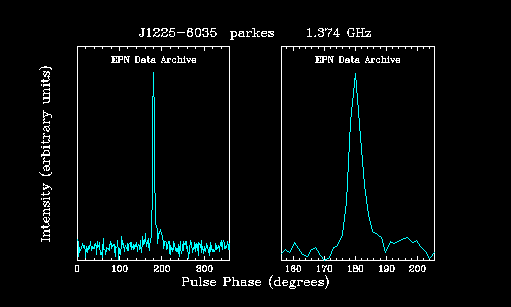 J1225-6035 parkes 1.374 GHz
EPN Data Archive EPN Data Archive
Intensity (arbitrary units)
0 100 200 300 160 170 180 190 200
Pulse Phase (degrees)